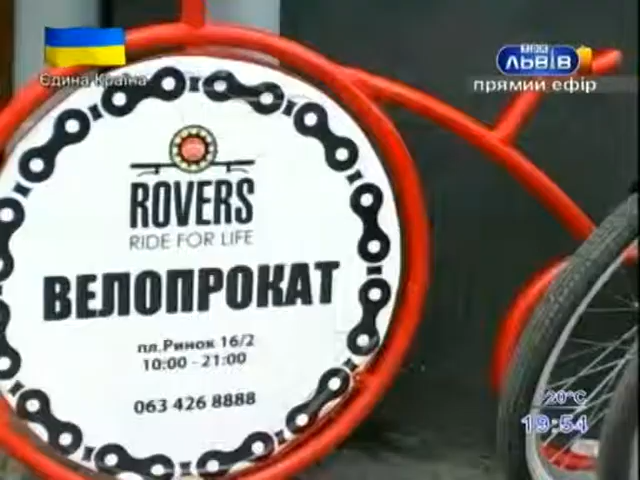 Єдина Країна
ТРК
ЛЬВІВ
прямий ефір
ROVERS
RIDE FOR LIFE
ВЕЛОПРОКАТ
пл.Ринок 16/2
10:00 - 21:00
063 426 8888
20°C
19:54